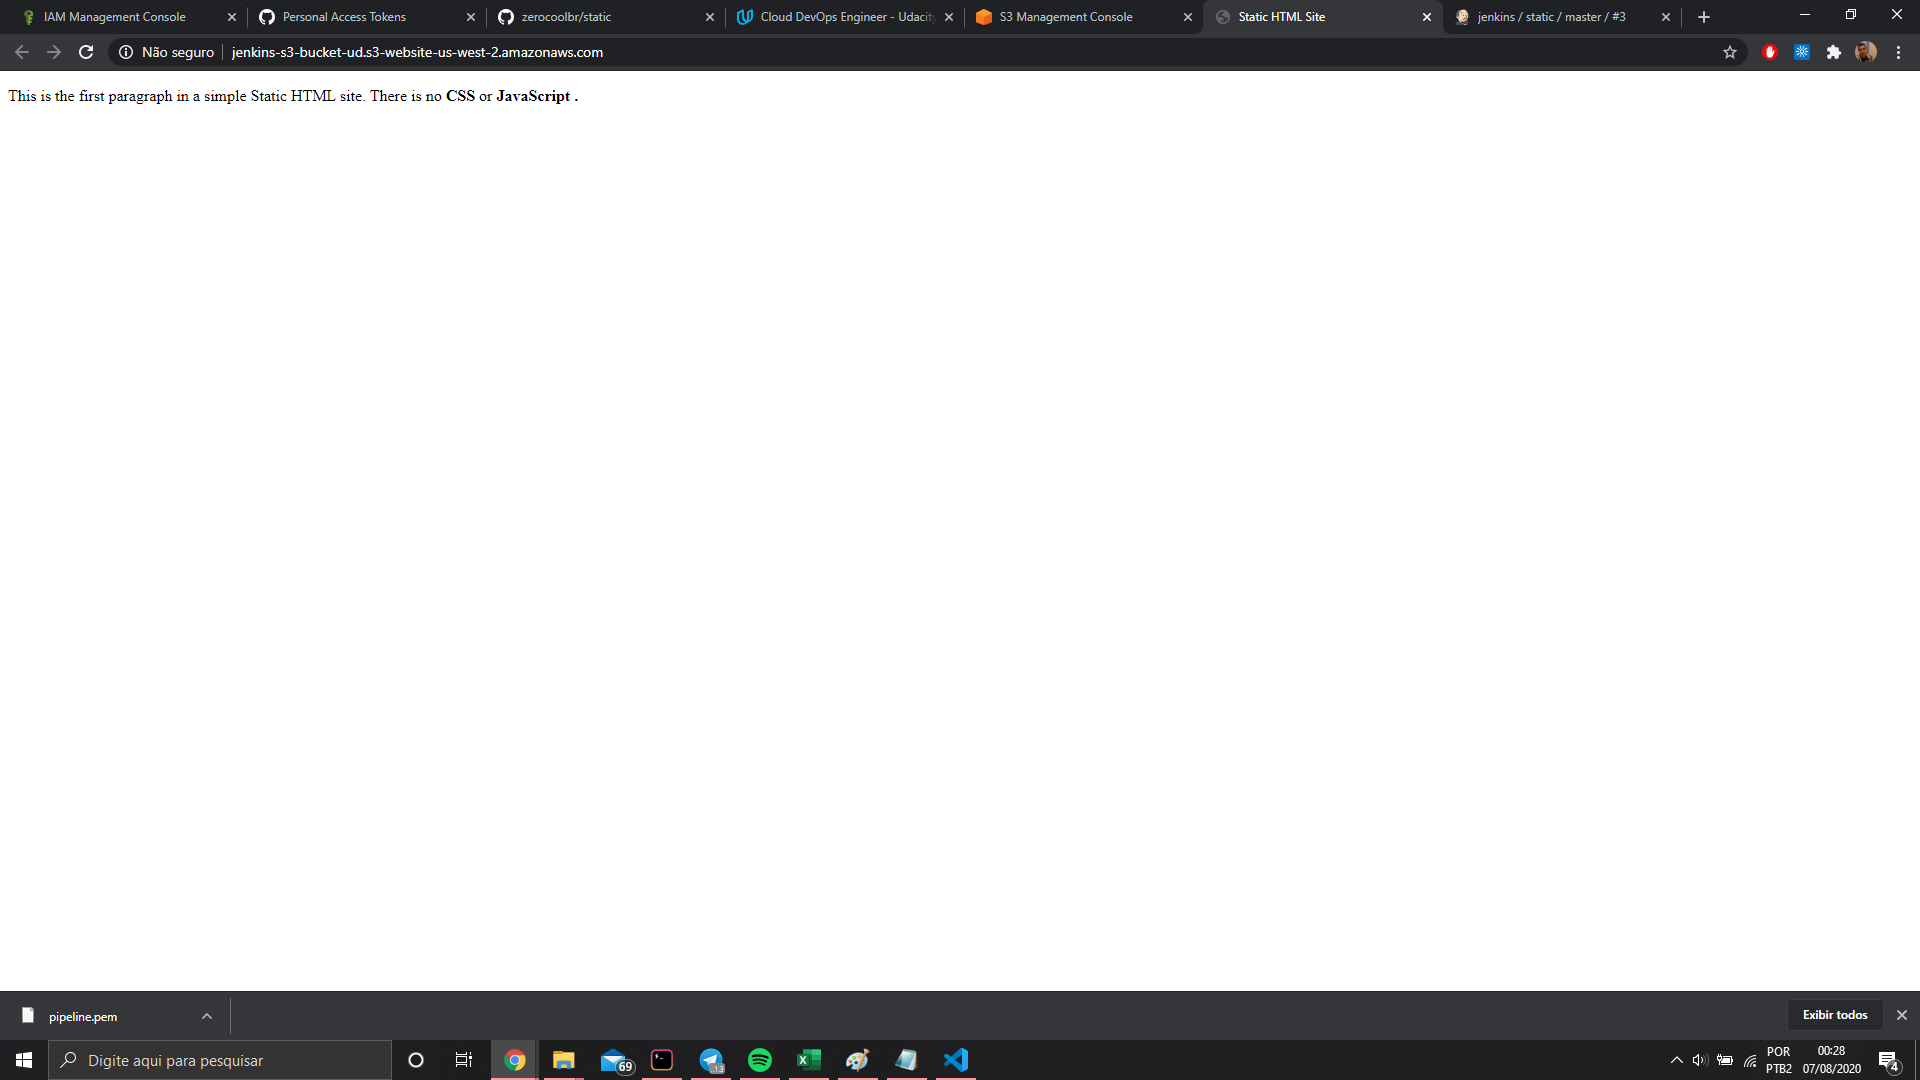 IAM Management Console
Personal Access Tokens
zerocoolbr/static
Cloud DevOps Engineer - Udacity
S3 Management Console
Static HTML Site
jenkins / static / master / #3
Não seguro
jenkins-s3-bucket-ud.s3-website-us-west-2.amazonaws.com
This is the first paragraph in a simple Static HTML site. There is no CSS or JavaScript .
pipeline.pem
Exibir todos
Digite aqui para pesquisar
69
13
POR
PTB2
00:28
07/08/2020
4